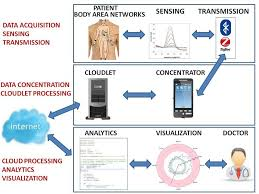 DATA ACQUISITION
SENSING
TRANSMISSION
PATIENT
BODY AREA NETWORKS
SENSING
TRANSMISSION
ZigBee
DATA CONCENTRATION
CLOUDLET PROCESSING
CLOUDLET
CONCENTRATOR
internet
CLOUD PROCESSING
ANALYTICS
VISUALIZATION
ANALYTICS
VISUALIZATION
DOCTOR